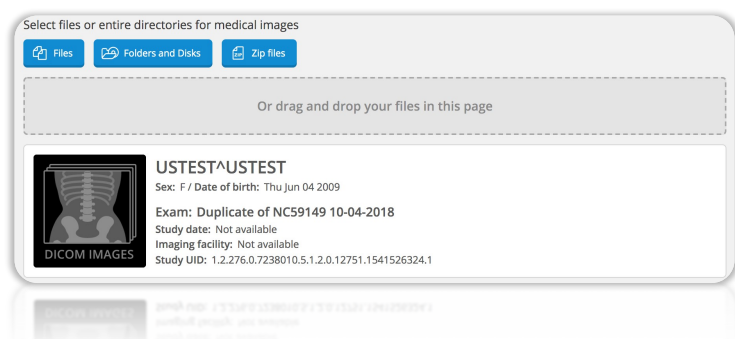 Select files or entire directories for medical images
Files
Folders and Disks
ZIP
Zip files
Or drag and drop your files in this page
USTEST^USTEST
Sex: F / Date of birth: Thu Jun 04 2009
Exam: Duplicate of NC59149 10-04-2018
Study date: Not available
Imaging facility: Not available
Study UID: 1.2.276.0.7238010.5.1.2.0.12751.1541526324.1
DICOM IMAGES